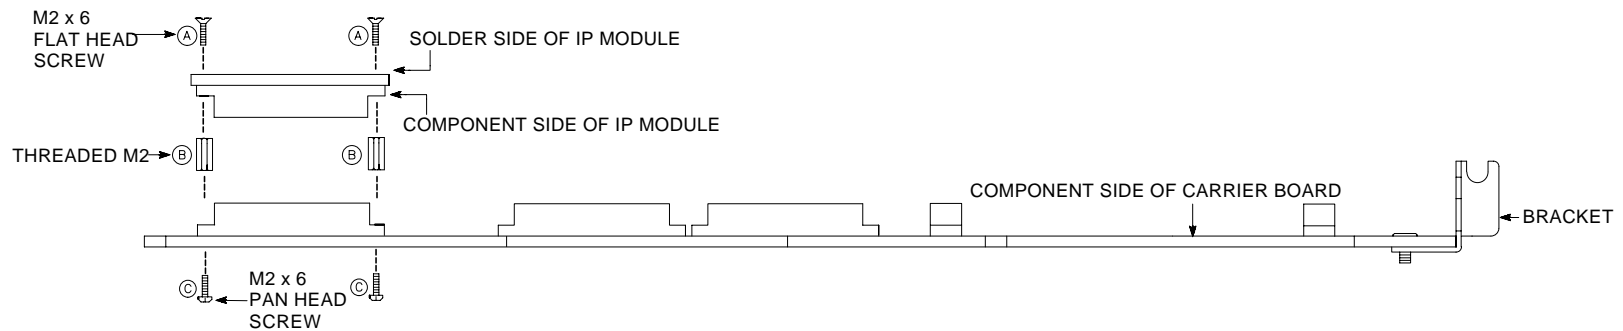 M2 x 6
FLAT HEAD
SCREW
A
A
SOLDER SIDE OF IP MODULE
COMPONENT SIDE OF IP MODULE
THREADED M2
B
B
COMPONENT SIDE OF CARRIER BOARD
BRACKET
C
M2 x 6
PAN HEAD
SCREW
C